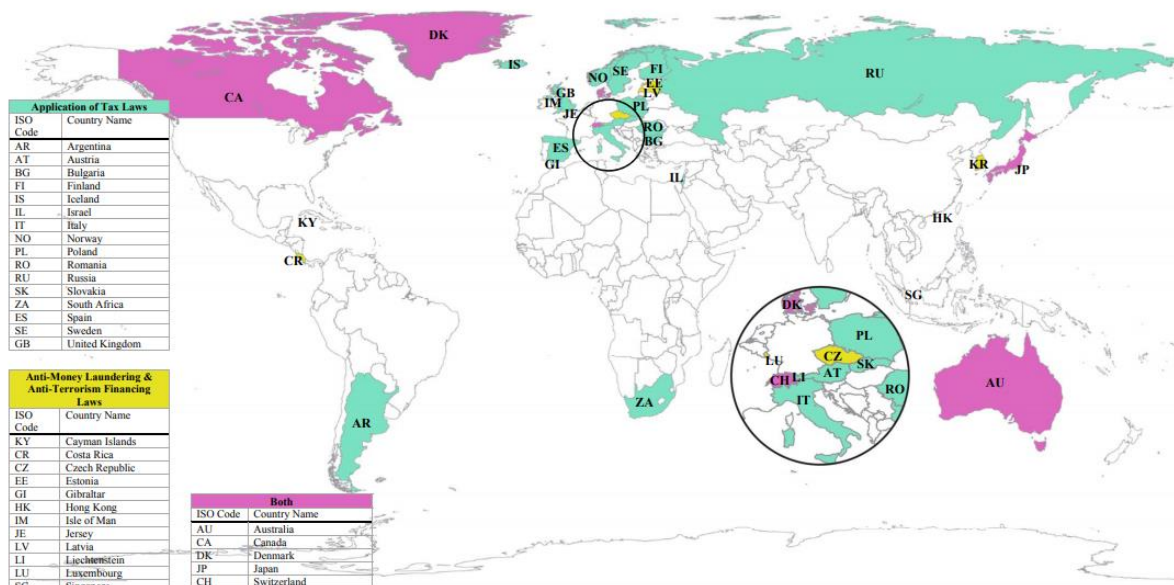 DK
IS
NO
SE
FI
RU
EE
LV
GB
IM
JE
PL
CA
RO
BG
ES
GI
IL
KR
JP
HK
KY
CR
SG
ZA
AR
AU
DK
PL
LU
CZ
SK
CH
LI
AT
RO
IT
Application of Tax Laws
ISO Code Country Name
AR Argentina
AT Austria
BG Bulgaria
FI Finland
IS Iceland
IL Israel
IT Italy
NO Norway
PL Poland
RO Romania
RU Russia
SK Slovakia
ZA South Africa
ES Spain
SE Sweden
GB United Kingdom
Anti-Money Laundering &
Anti-Terrorism Financing
Laws
ISO Code Country Name
KY Cayman Islands
CR Costa Rica
CZ Czech Republic
EE Estonia
GI Gibraltar
HK Hong Kong
IM Isle of Man
JE Jersey
LV Latvia
LI Liechtenstein
LU Luxembourg
Both
ISO Code Country Name
AU Australia
CA Canada
DK Denmark
JP Japan
CH Switzerland